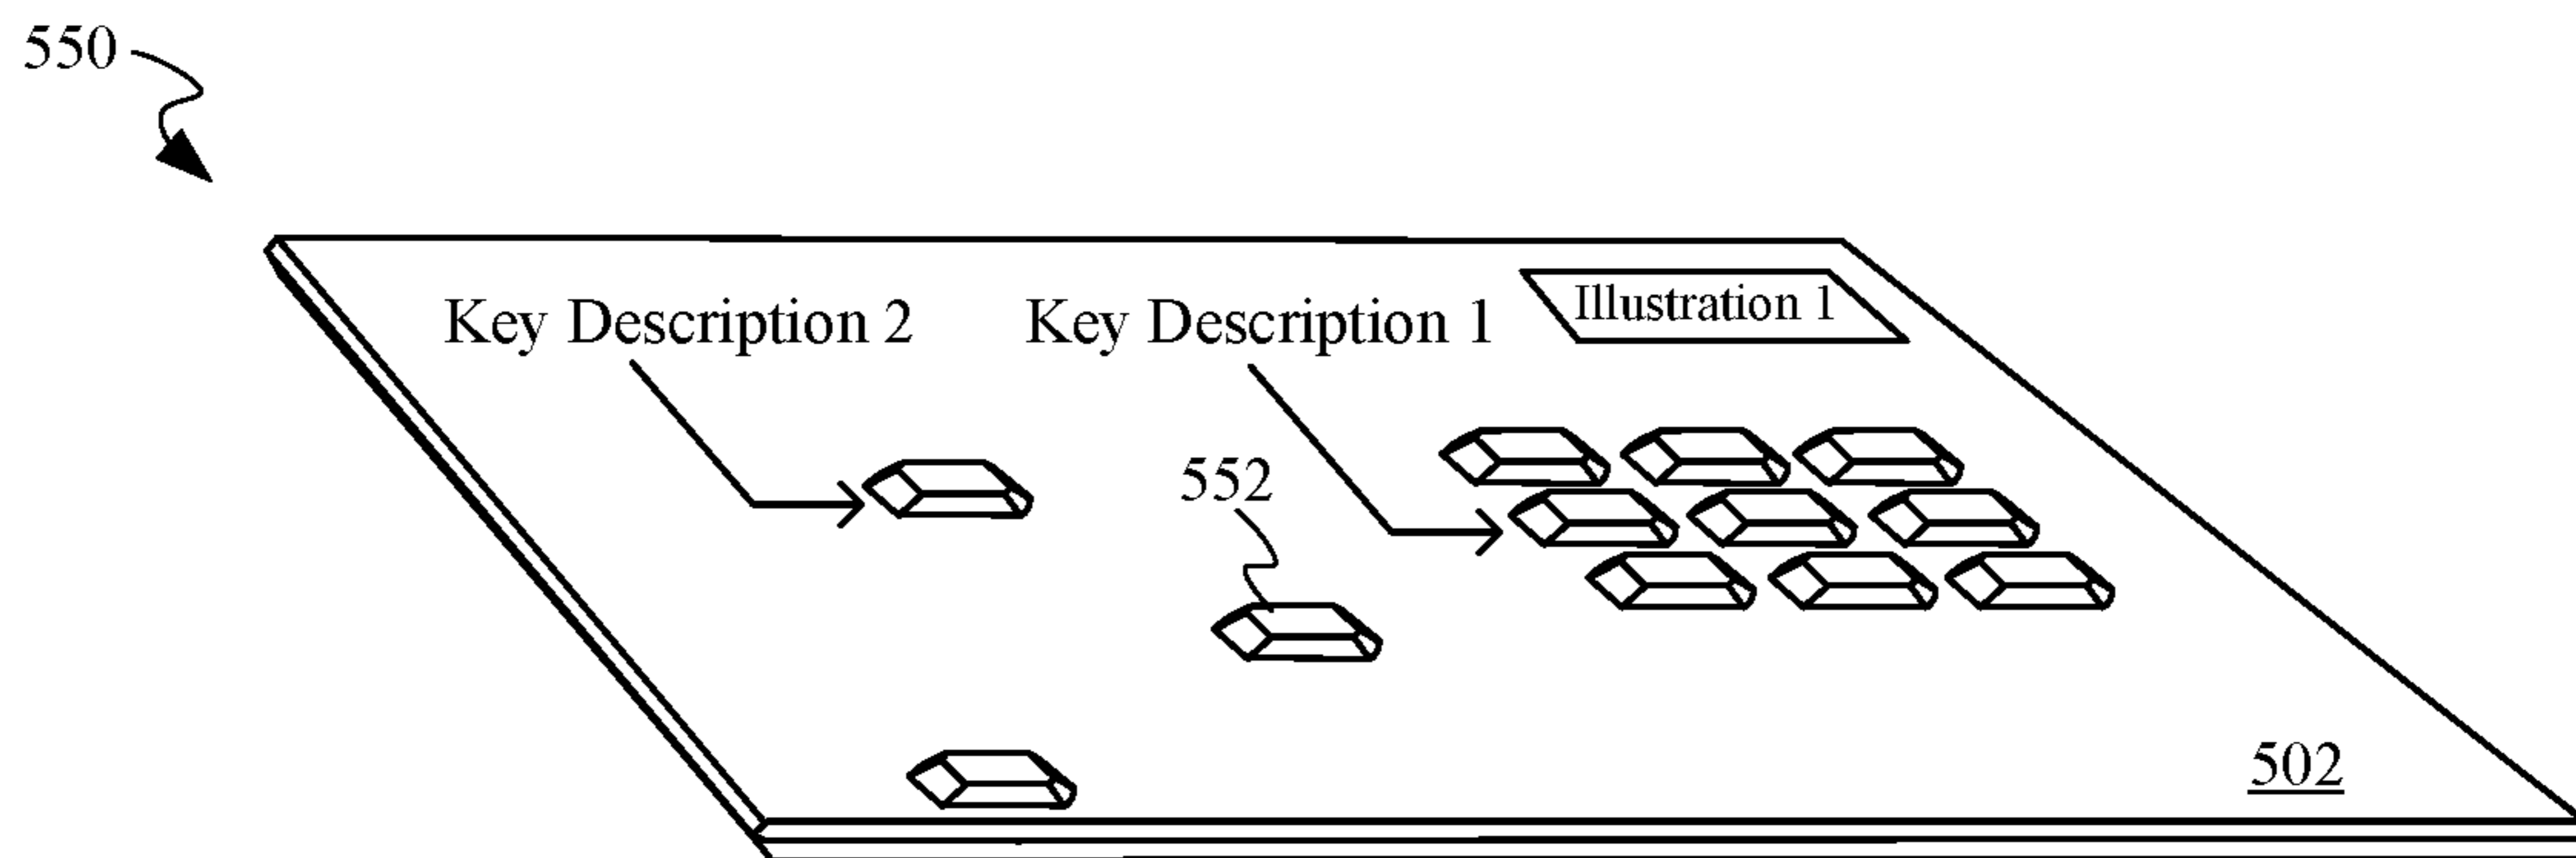 550
Illustration 1
Key Description 2
Key Description 1
552
502